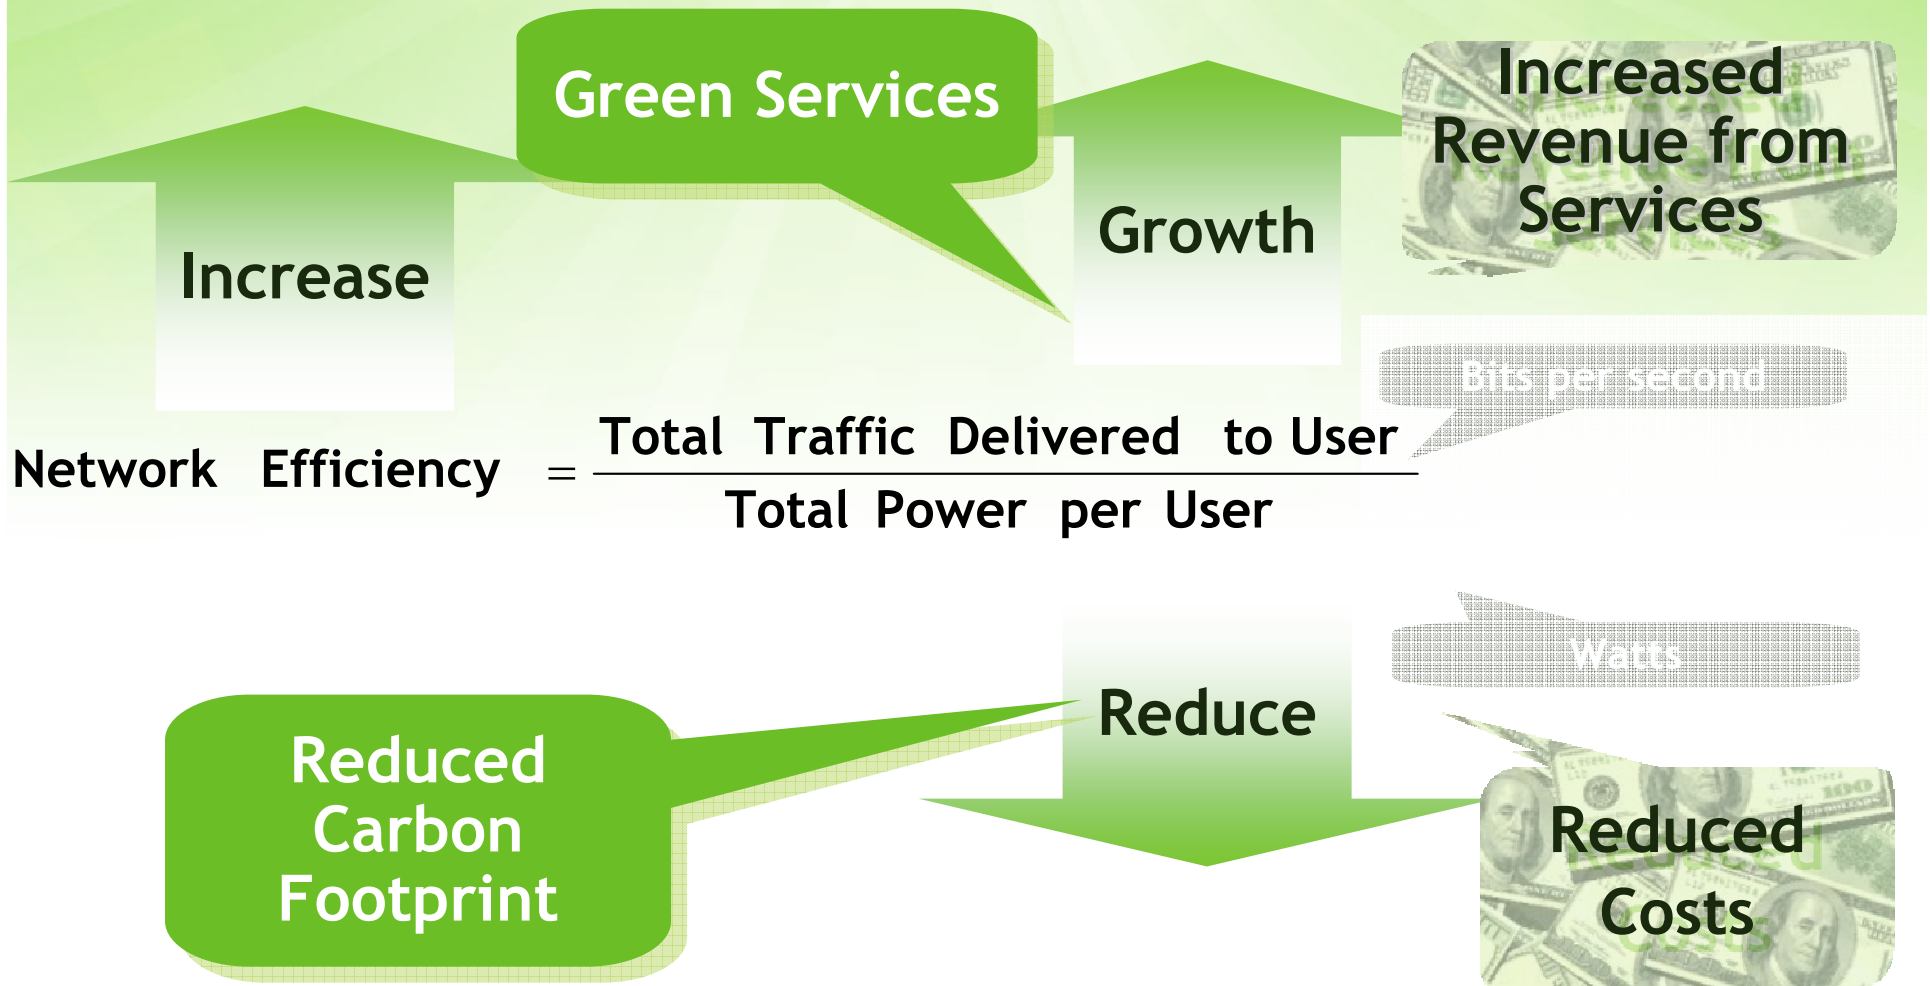 Green Services
Increased
Revenue from
Services
Growth
Increase
Bits per second
Total Traffic Delivered to User
Network Efficiency =
Total Power per User
Watts
Reduce
Reduced
Carbon
Footprint
Reduced
Costs